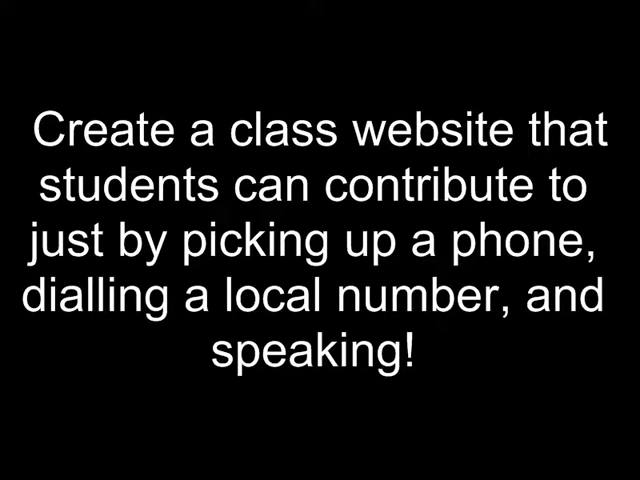 Create a class website that
students can contribute to
just by picking up a phone,
dialling a local number, and
speaking!